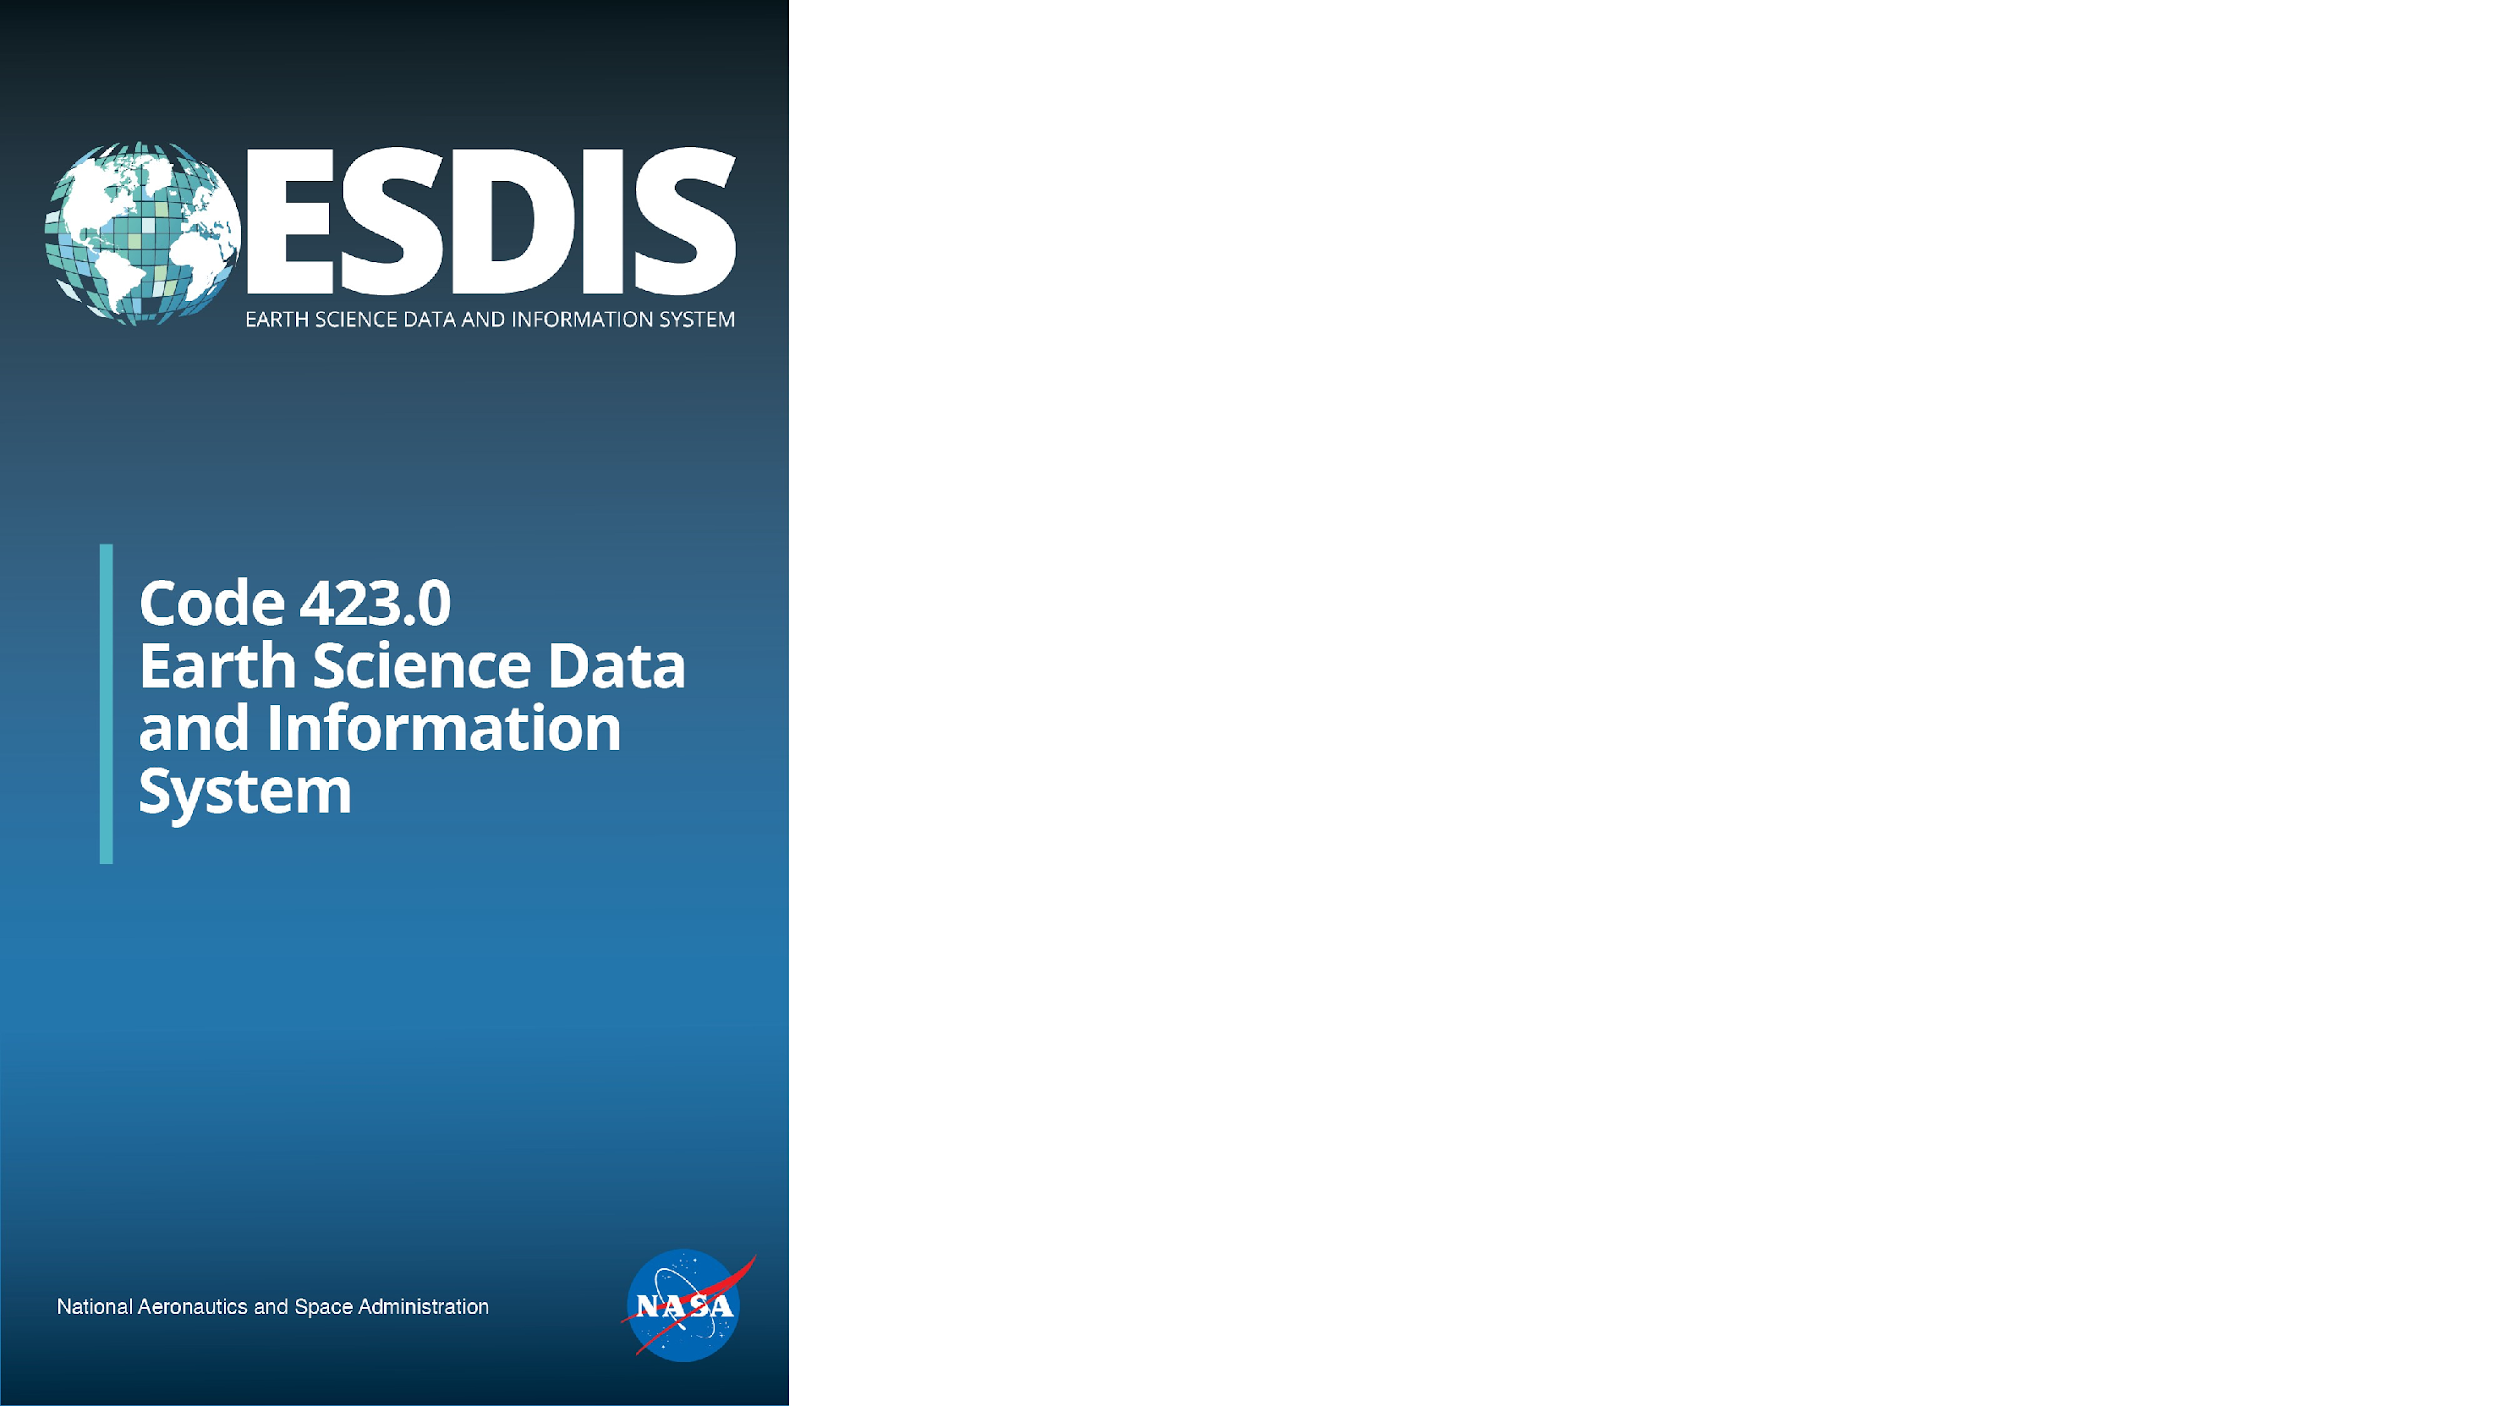 ESDIS
EARTH SCIENCE DATA AND INFORMATION SYSTEM
Code 423.0
Earth Science Data
and Information
System
National Aeronautics and Space Administration
NASA